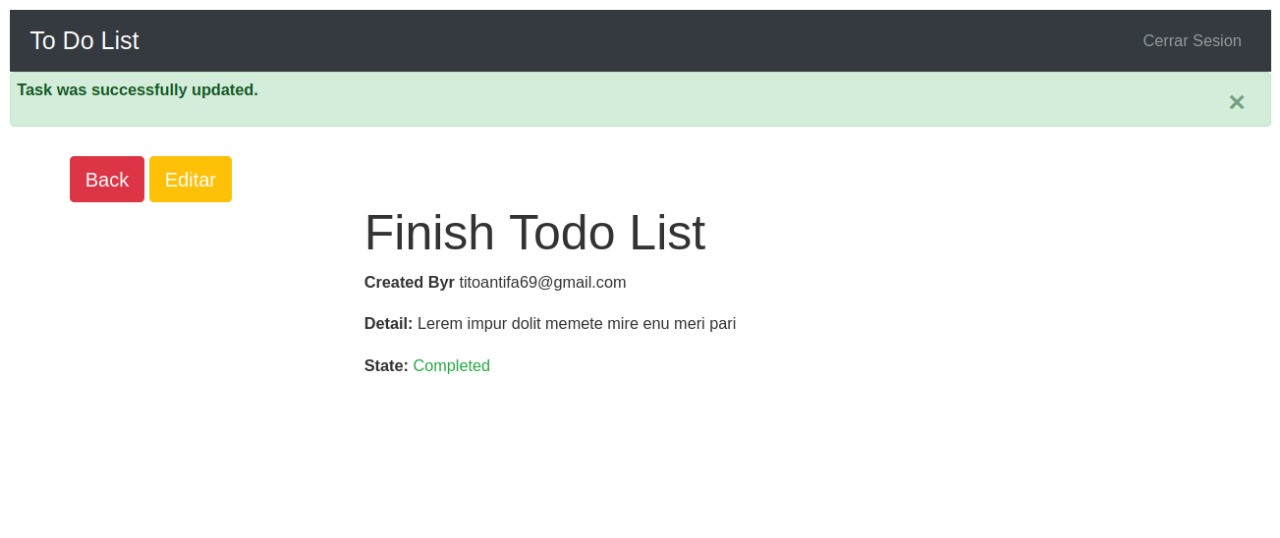 To Do List Cerrar Sesion
Task was successfully updated. ×
Back Editar
Finish Todo List
Created Byr titoantifa69@gmail.com
Detail: Lerem impur dolit memete mire enu meri pari
State: Completed